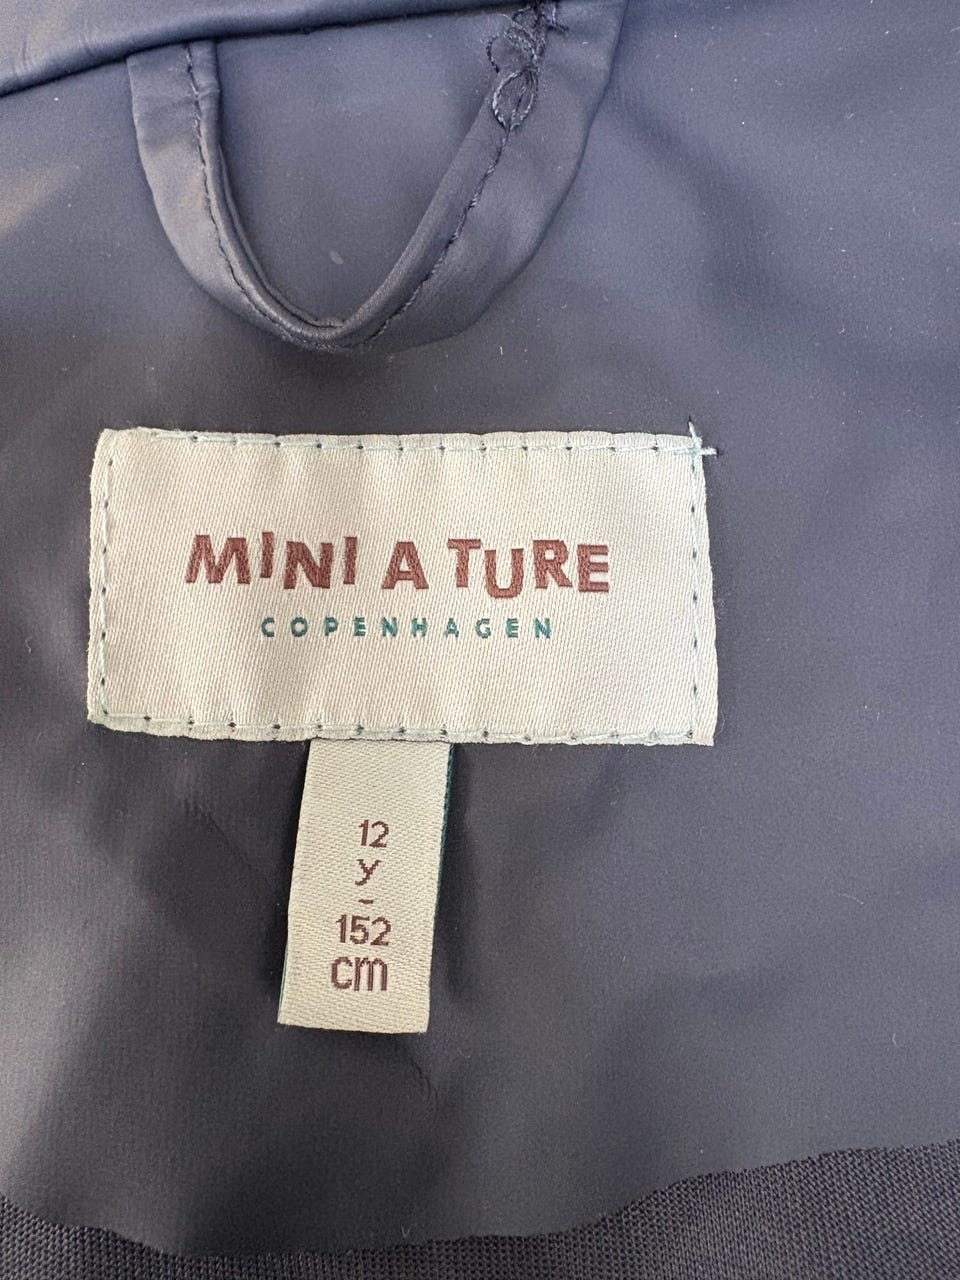 MINI A TURE
COPENHAGEN
12
y
-
152
cm